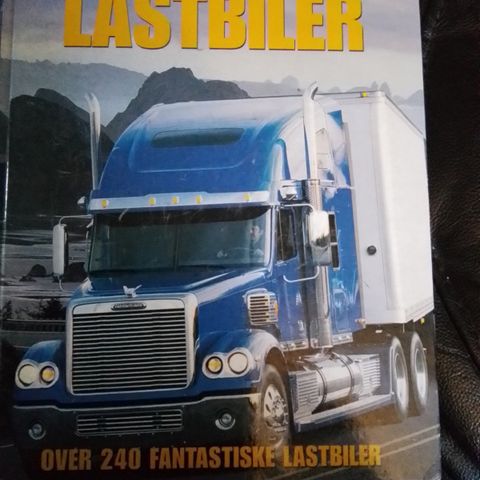 LASTBILER
OVER 240 FANTASTISKE LASTBILER